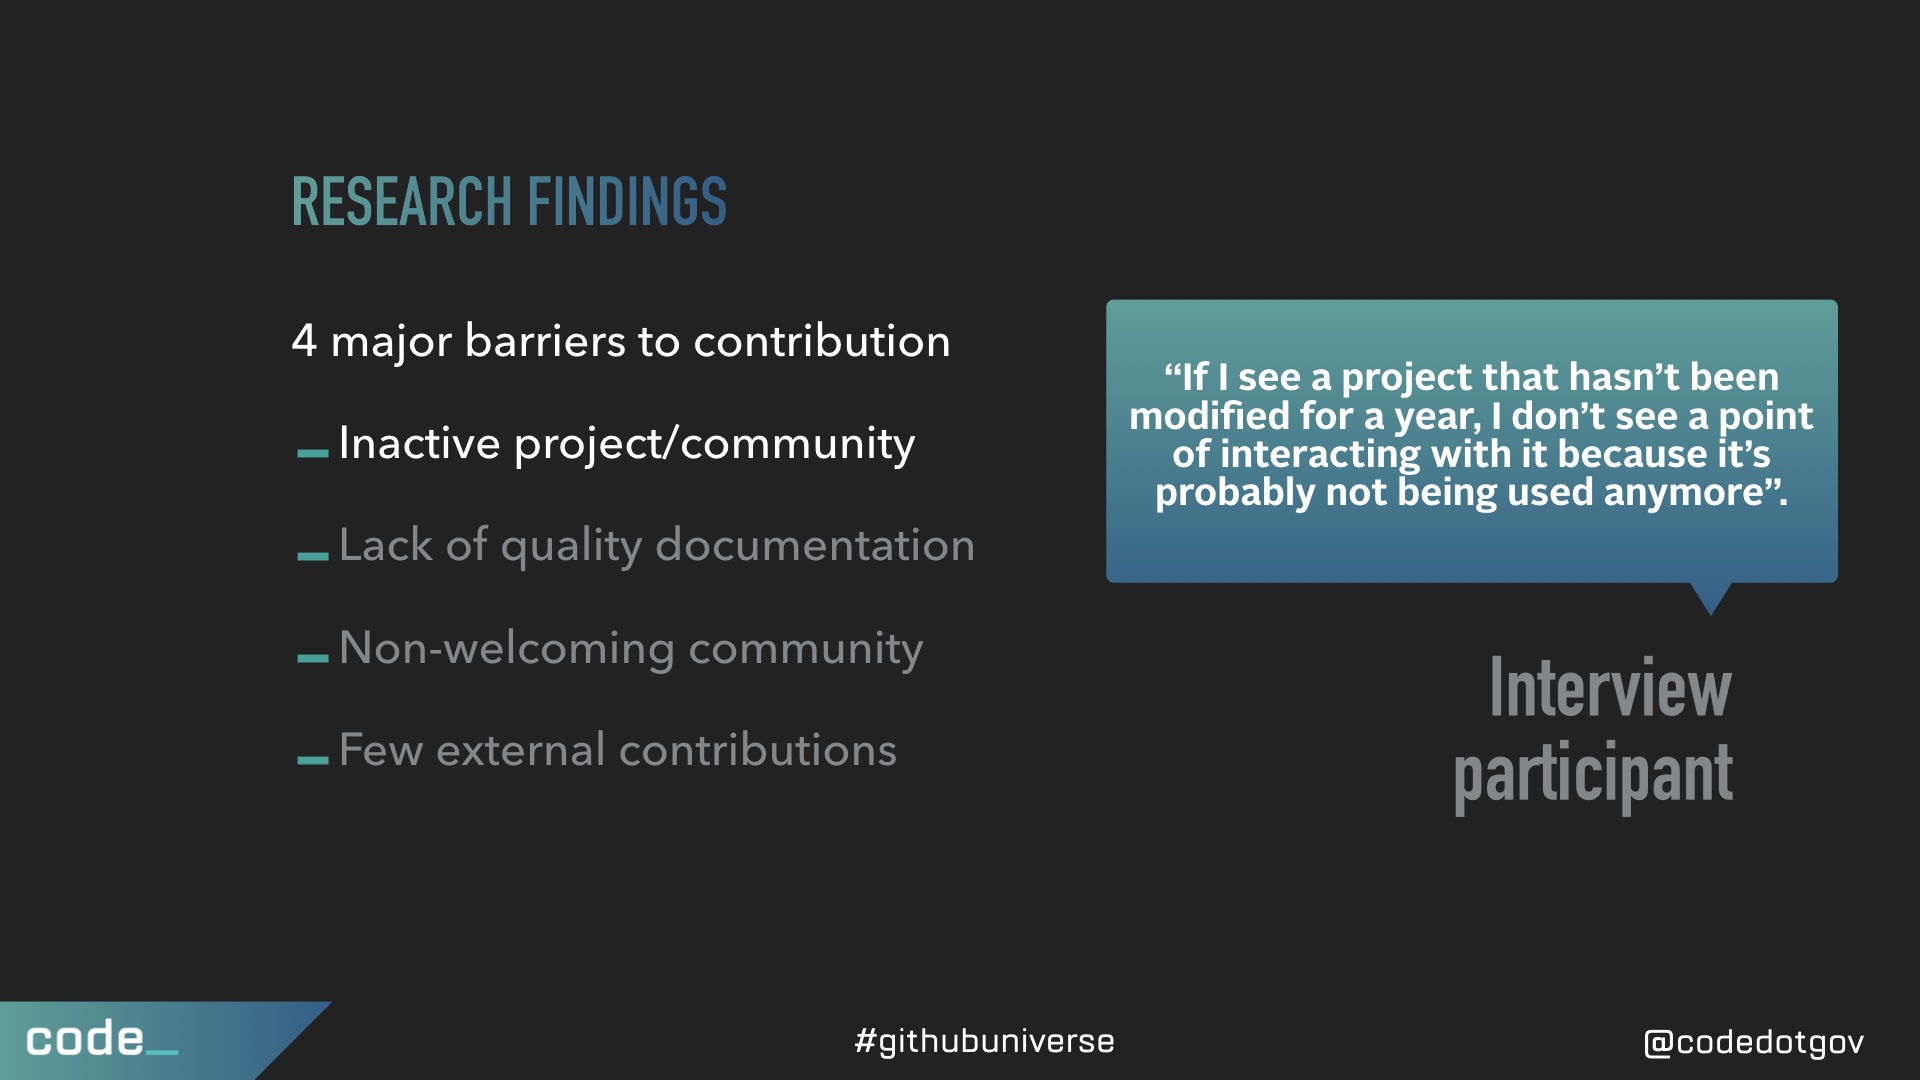 RESEARCH FINDINGS
4 major barriers to contribution
Inactive project/community
Lack of quality documentation
Non-welcoming community
Few external contributions
“If I see a project that hasn’t been
modified for a year, I don’t see a point
of interacting with it because it’s
probably not being used anymore”.
Interview
participant
code_
#githubuniverse
@codedotgov